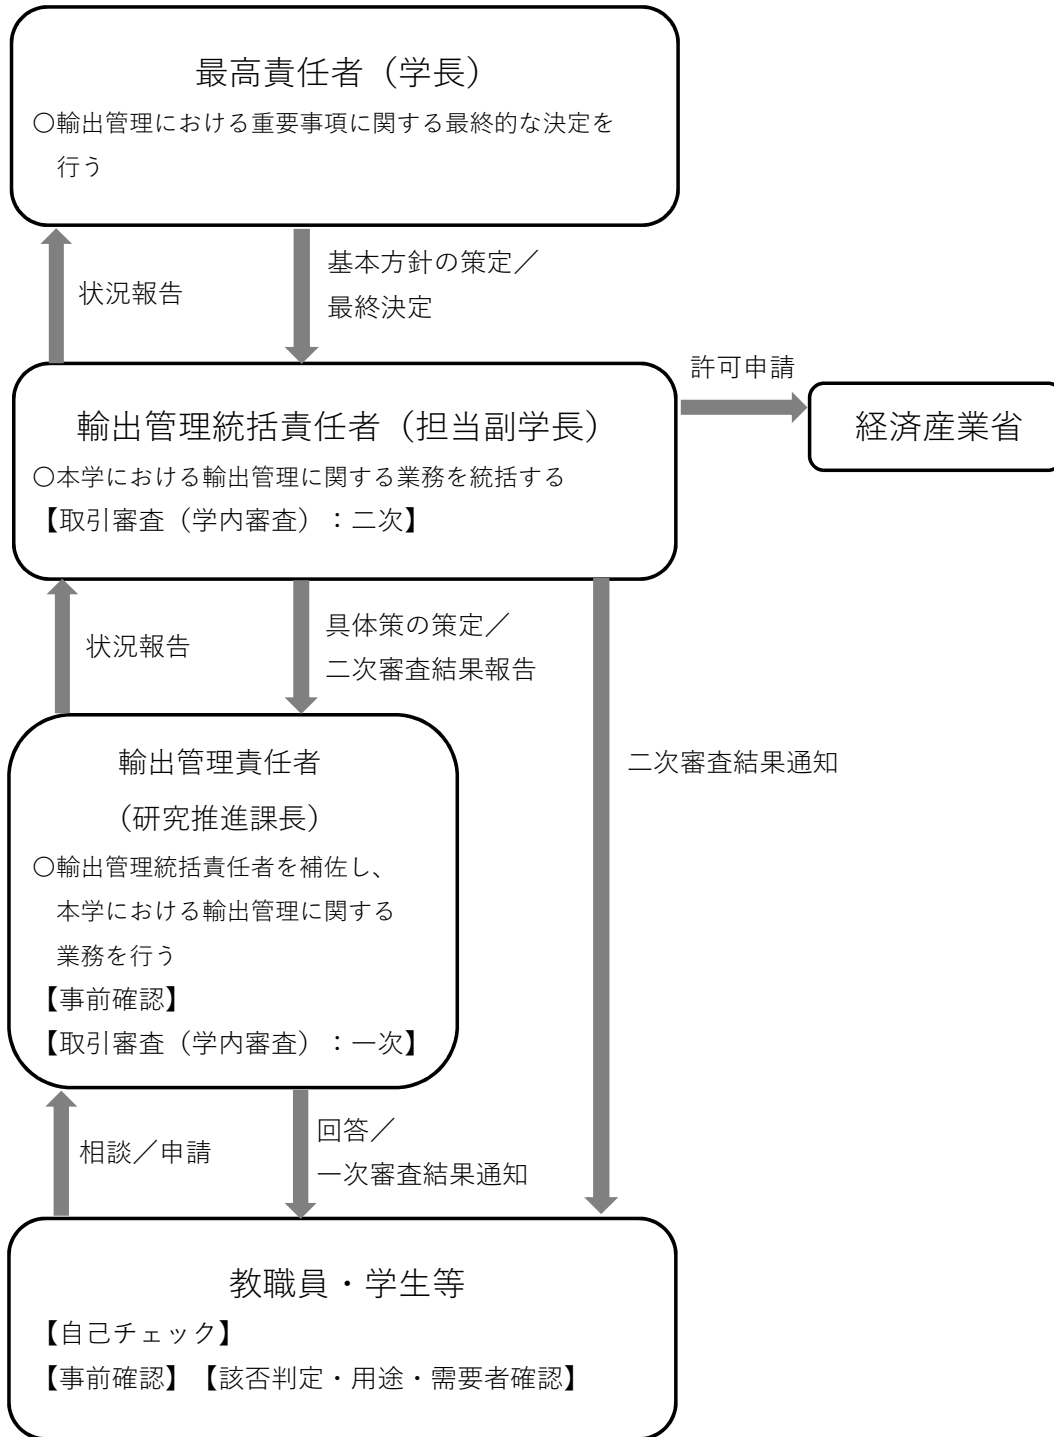 最高責任者（学長）
○輸出管理における重要事項に関する最終的な決定を
行う
状況報告
基本方針の策定／
最終決定
許可申請
輸出管理統括責任者（担当副学長）
○本学における輸出管理に関する業務を統括する
【取引審査（学内審査）：二次】
経済産業省
状況報告
具体策の策定／
二次審査結果報告
二次審査結果通知
輸出管理責任者
（研究推進課長）
○輸出管理統括責任者を補佐し、
本学における輸出管理に関する
業務を行う
【事前確認】
【取引審査（学内審査）：一次】
相談／申請
回答／
一次審査結果通知
教職員・学生等
【自己チェック】
【事前確認】【該否判定・用途・需要者確認】